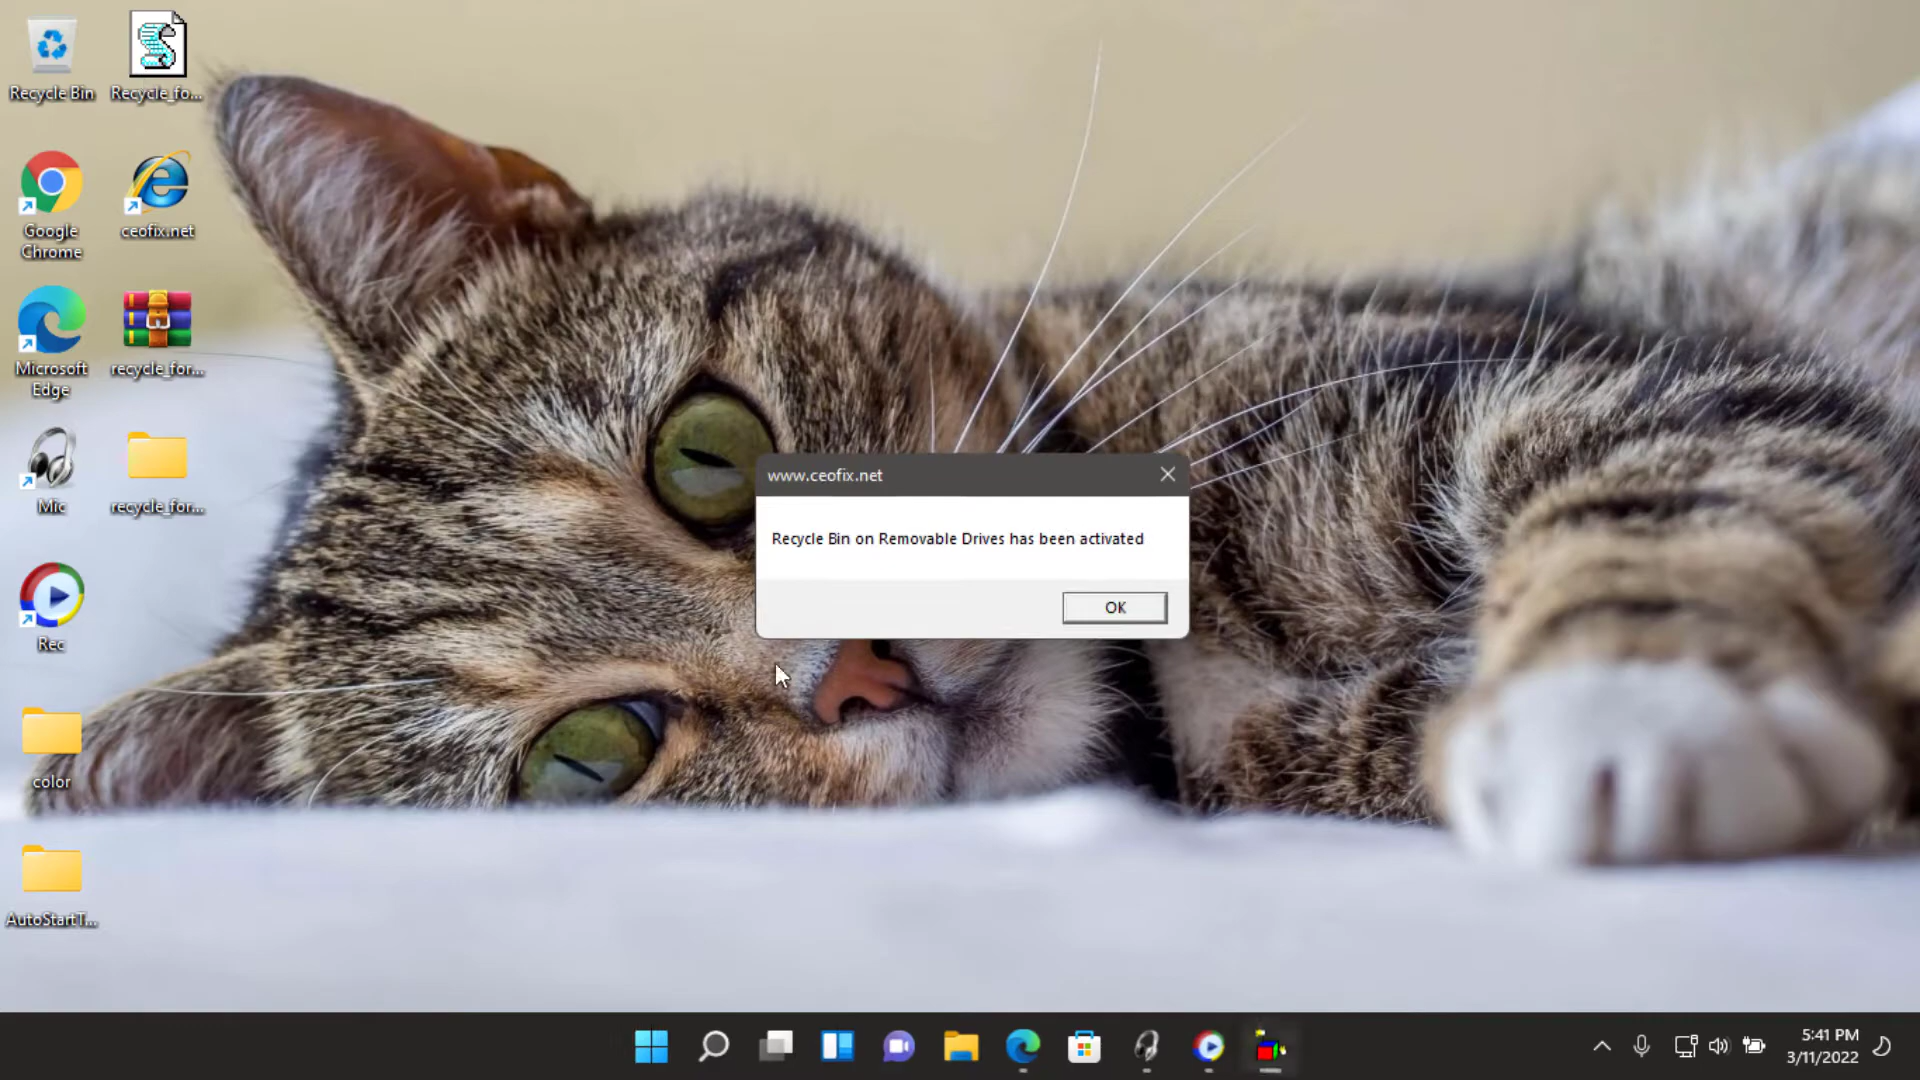 Recycle Bin
Recycle_fo...
Google
Chrome
ceofix.net
Microsoft
Edge
recycle_for...
Mic
recycle_for...
Rec
color
AutoStartT...
www.ceofix.net
Recycle Bin on Removable Drives has been activated
OK
5:41 PM
3/11/2022